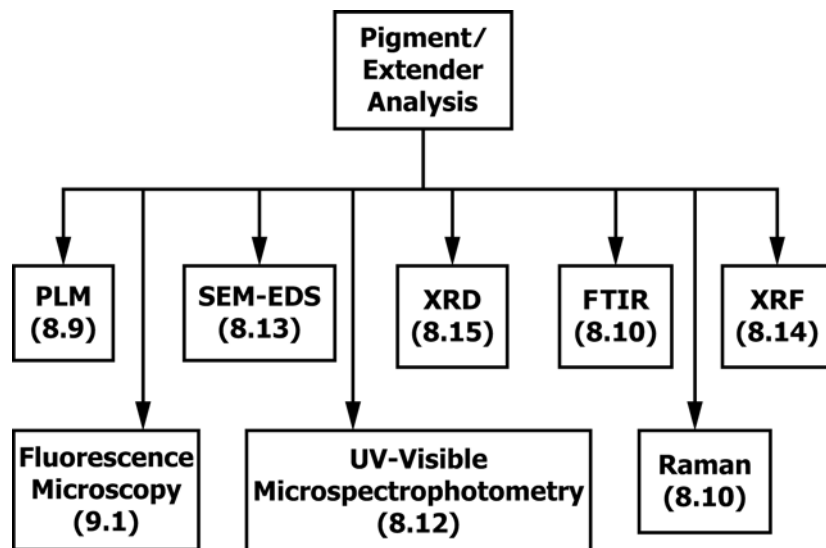 Pigment/
Extender
Analysis
PLM
(8.9)
SEM-EDS
(8.13)
XRD
(8.15)
FTIR
(8.10)
XRF
(8.14)
Fluorescence
Microscopy
(9.1)
UV-Visible
Microspectrophotometry
(8.12)
Raman
(8.10)